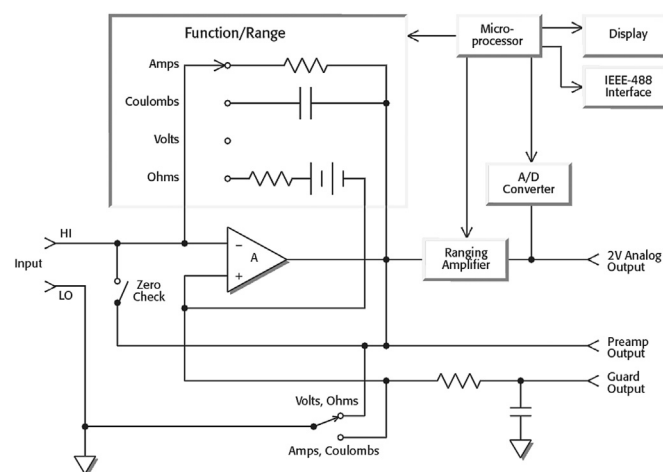 Function/Range
Micro-
processor
Display
IEEE-488
Interface
Amps
Coulombs
Volts
Ohms
A/D
Converter
HI
Input
LO
Zero
Check
−
A
+
Ranging
Amplifier
2V Analog
Output
Preamp
Output
Guard
Output
Volts, Ohms
Amps, Coulombs